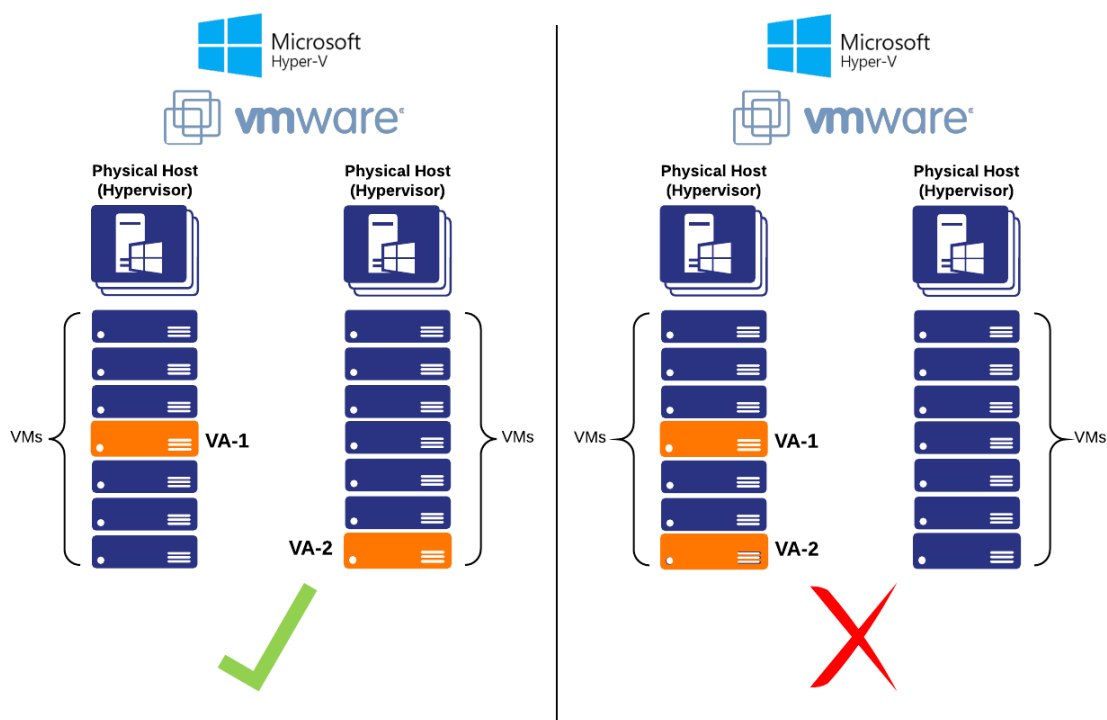 Microsoft
Hyper-V
vmware
Physical Host
(Hypervisor)
Physical Host
(Hypervisor)
VMs
VA-1
VMs
VA-2
Microsoft
Hyper-V
vmware
Physical Host
(Hypervisor)
Physical Host
(Hypervisor)
VMs
VA-1
VMs
VA-2